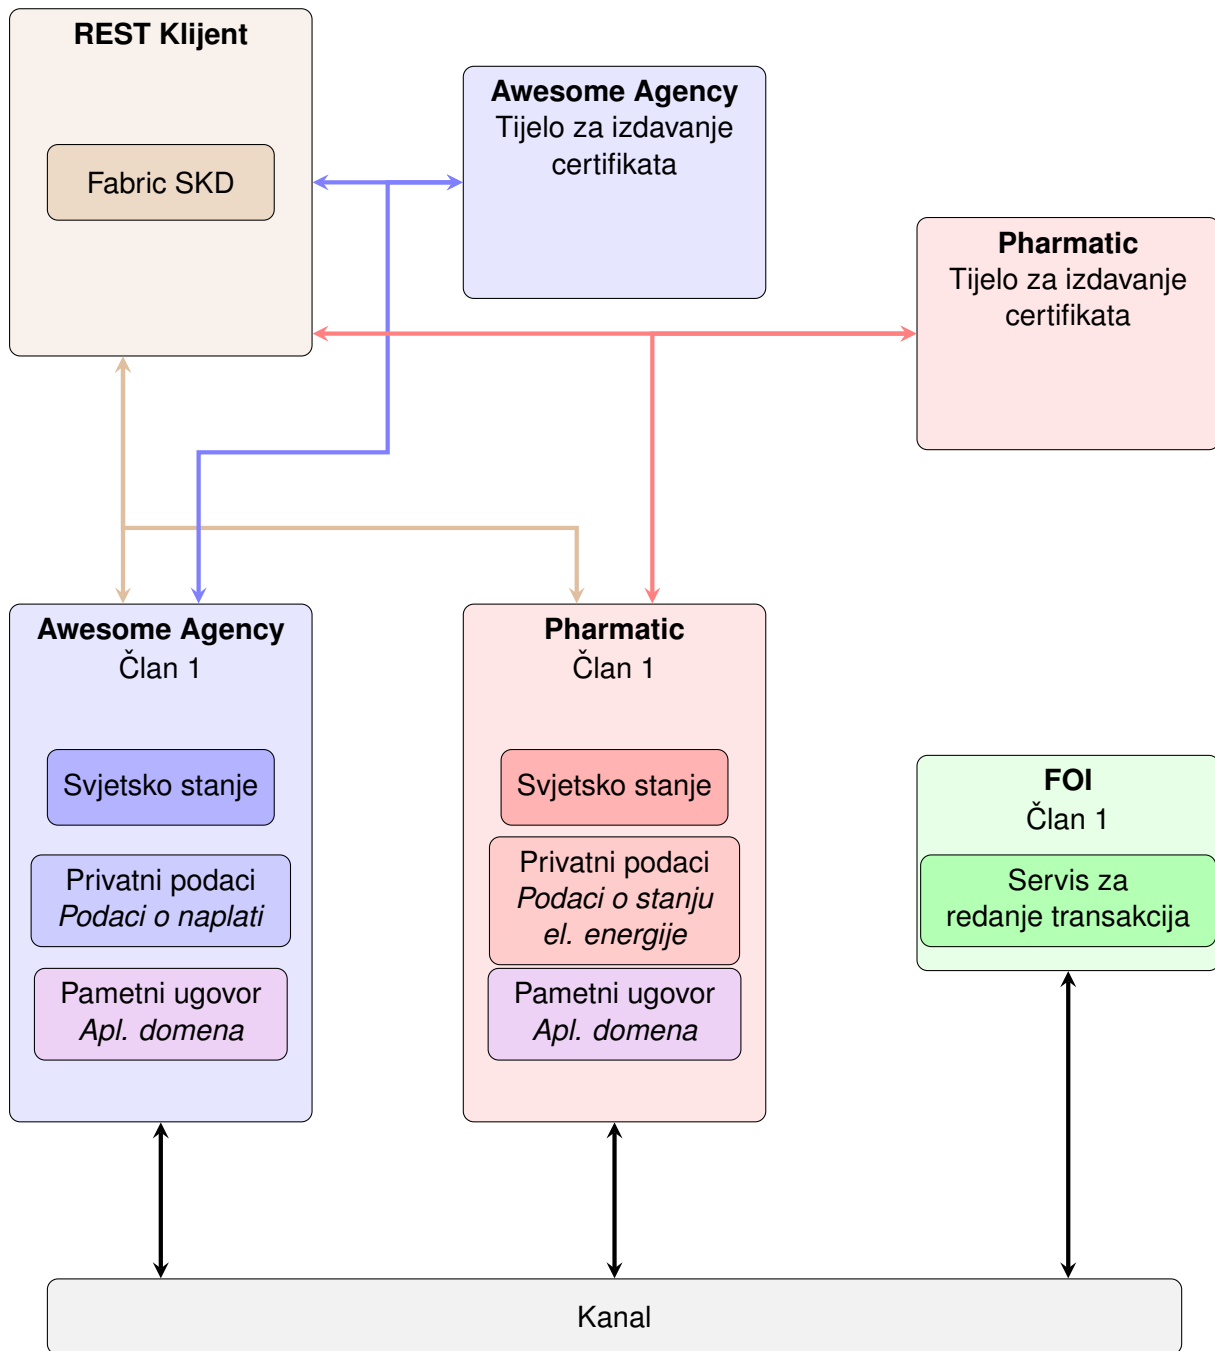 REST Klijent
Fabric SKD
Awesome Agency
Tijelo za izdavanje
certifikata
Pharmatic
Tijelo za izdavanje
certifikata
Awesome Agency
Član 1
Svjetsko stanje
Privatni podaci
Podaci o naplati
Pametni ugovor
Apl. domena
Pharmatic
Član 1
Svjetsko stanje
Privatni podaci
Podaci o stanju
el. energije
Pametni ugovor
Apl. domena
FOI
Član 1
Servis za
redanje transakcija
Kanal